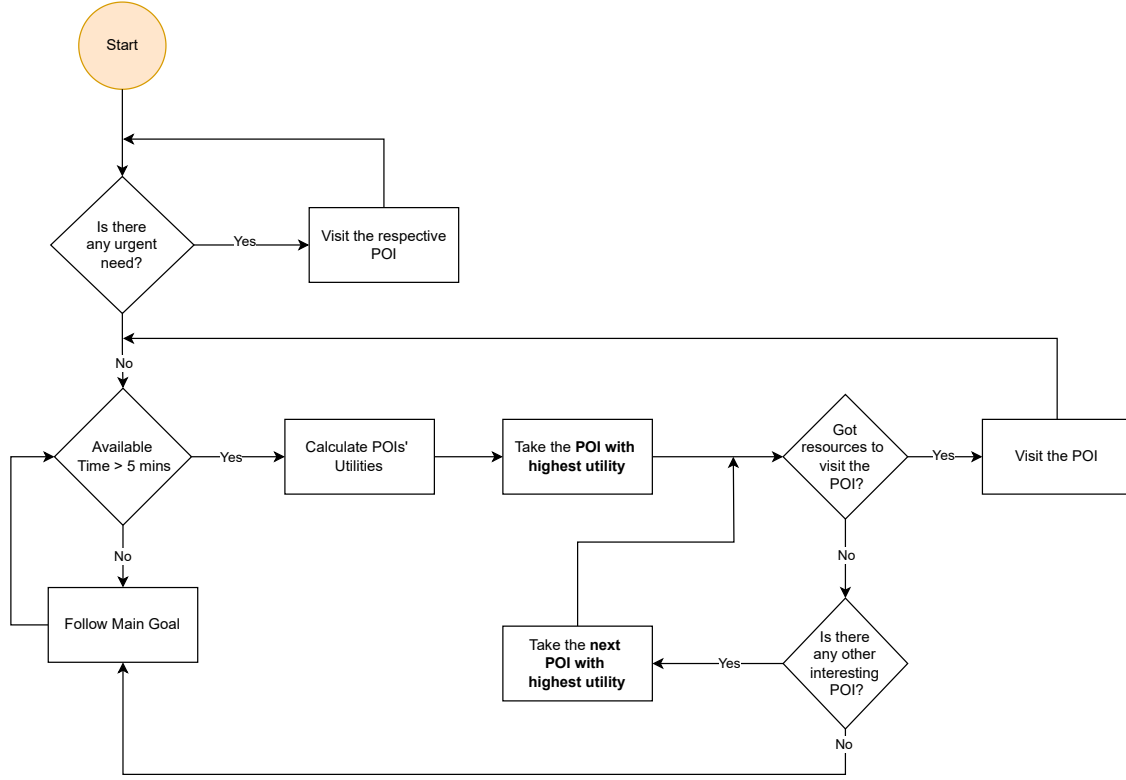 Start
Is there
any urgent
need?
Yes
Visit the respective
POI
No
Available
Time > 5 mins
Yes
Calculate POIs'
Utilities
Take the POI with
highest utility
Got
resources to
visit the
POI?
Yes
Visit the POI
No
No
Follow Main Goal
Take the next
POI with
highest utility
Yes
Is there
any other
interesting
POI?
No